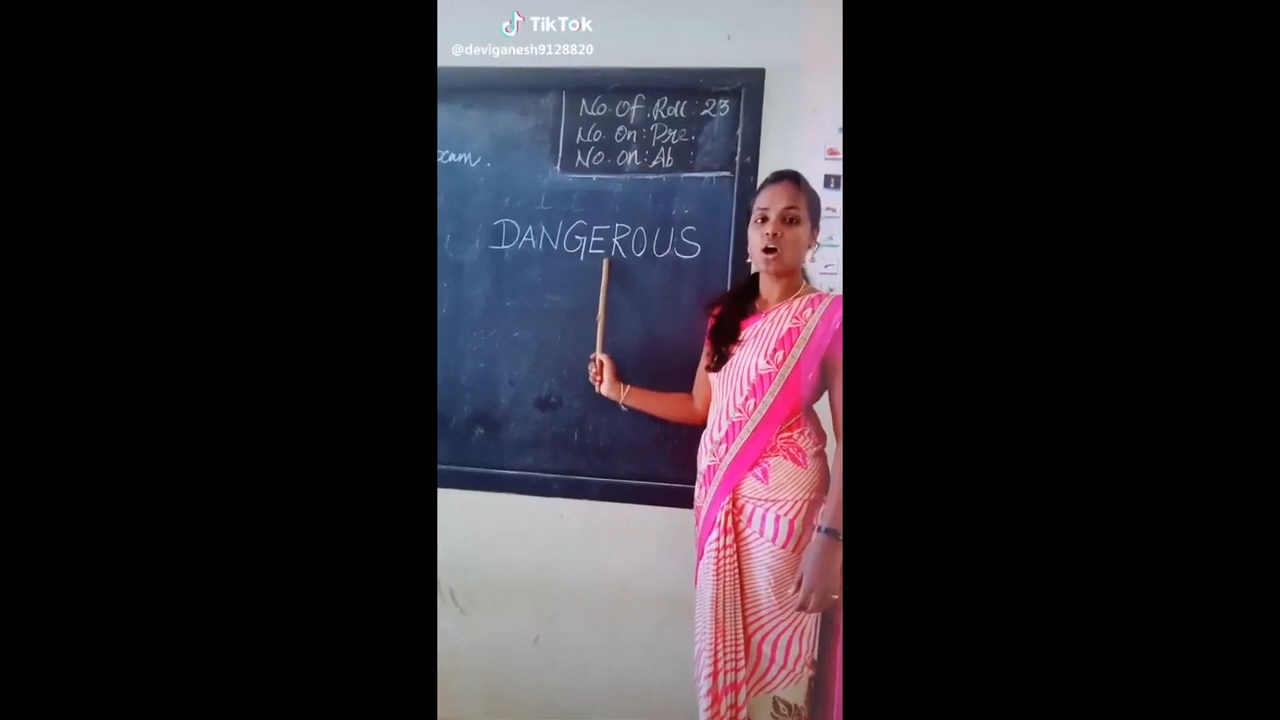 TikTok
@deviganesh9128820
No. Of. Roll : 23
No. On : Pre.
No. On : Ab :
DANGEROUS